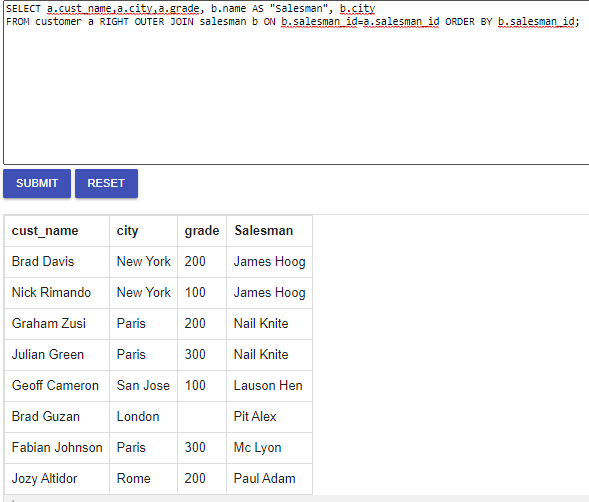 SELECT a.cust_name,a.city,a.grade, b.name AS "Salesman", b.city
FROM customer a RIGHT OUTER JOIN salesman b ON b.salesman_id=a.salesman_id ORDER BY b.salesman_id;
SUBMIT RESET
cust_name city grade Salesman
Brad Davis New York 200 James Hoog
Nick Rimando New York 100 James Hoog
Graham Zusi Paris 200 Nail Knite
Julian Green Paris 300 Nail Knite
Geoff Cameron San Jose 100 Lauson Hen
Brad Guzan London Pit Alex
Fabian Johnson Paris 300 Mc Lyon
Jozy Altidor Rome 200 Paul Adam